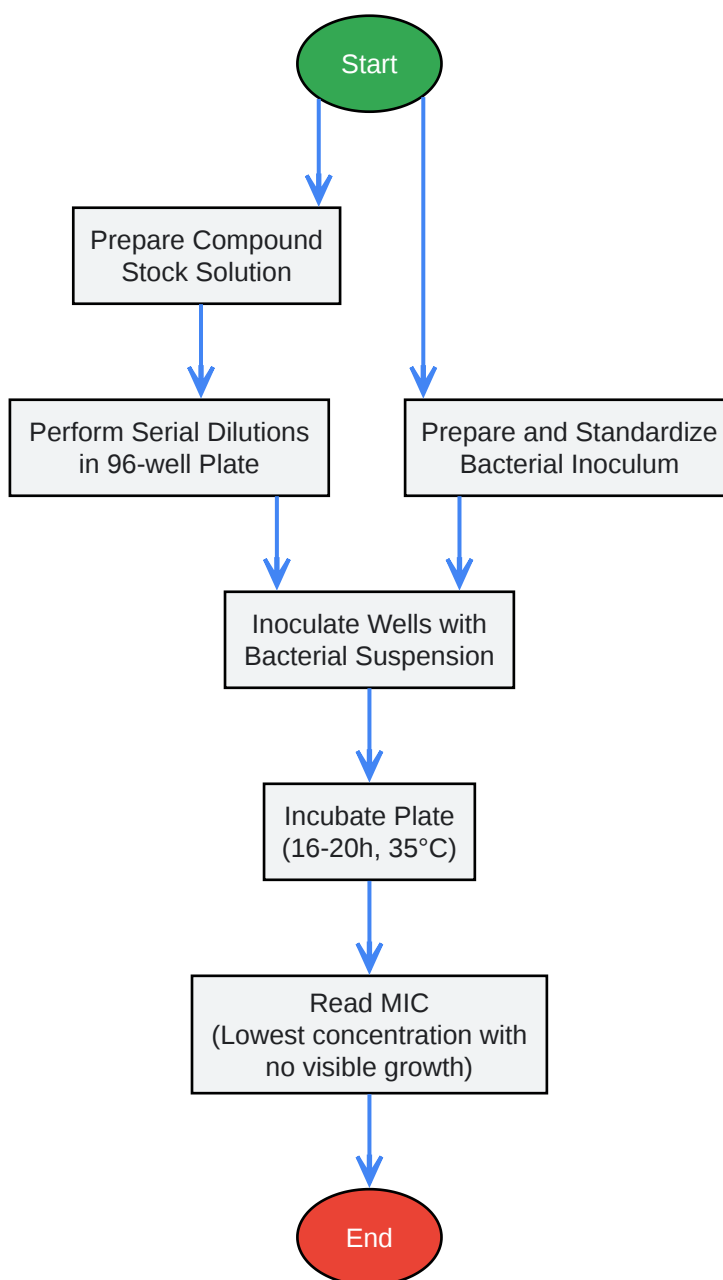 Start
Prepare Compound
Stock Solution
Perform Serial Dilutions
in 96-well Plate
Prepare and Standardize
Bacterial Inoculum
Inoculate Wells with
Bacterial Suspension
Incubate Plate
(16-20h, 35°C)
Read MIC
(Lowest concentration with
no visible growth)
End